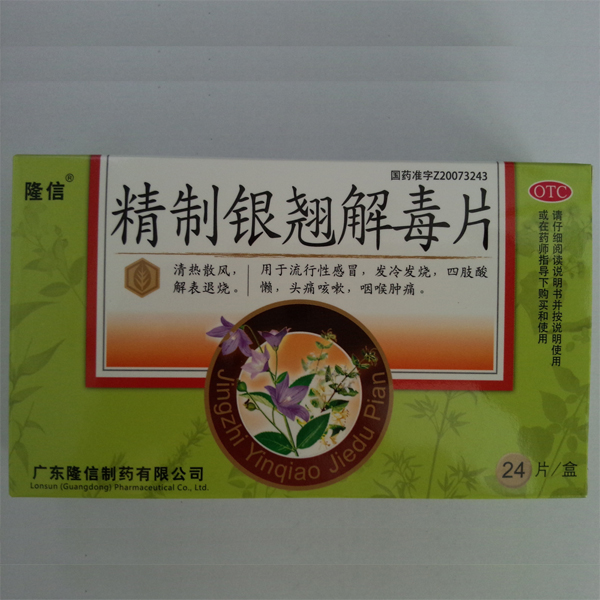 隆信®
国药准字Z20073243
OTC
精制银翘解毒片
清热散风，
解表退烧。
用于流行性感冒，发冷发烧，四肢酸
懒，头痛咳嗽，咽喉肿痛。
请仔细阅读说明书并按说明使用
或在药师指导下购买和使用
Jingzhi Yinqiao Jiedu Pian
广东隆信制药有限公司
Lonsun (Guangdong) Pharmaceutical Co., Ltd.
24片/盒